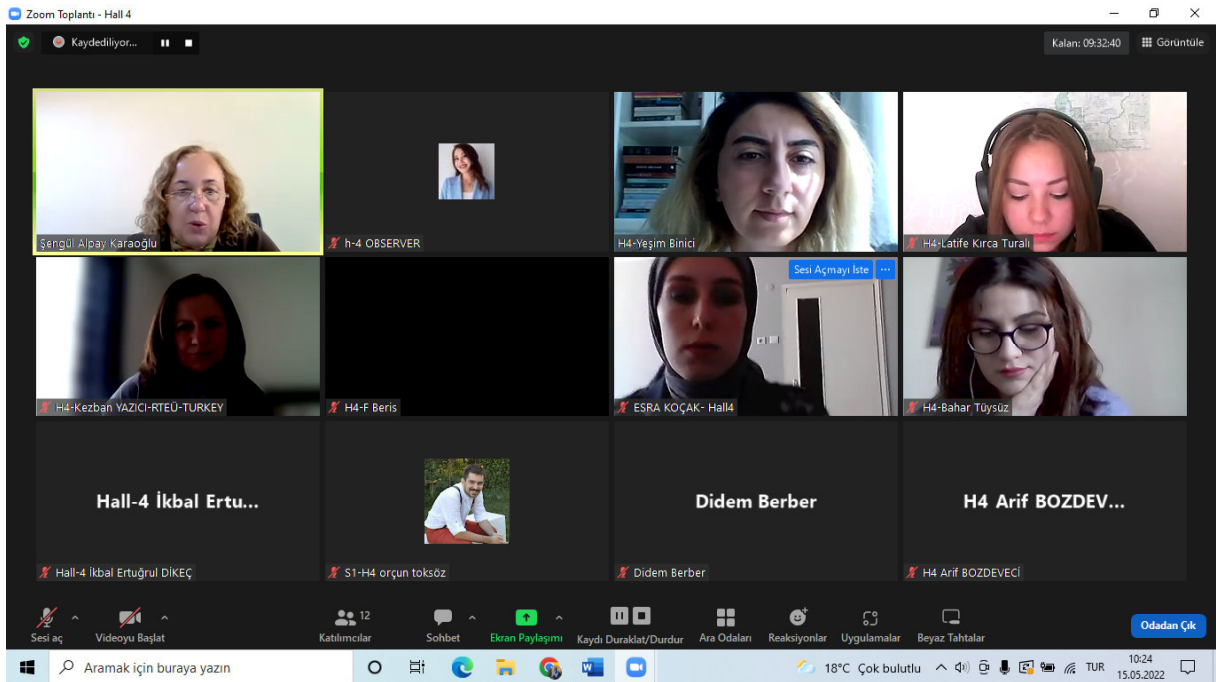 Zoom Toplantı - Hall 4
Kaydediliyor...
Kalan: 09:32:40
Görüntüle
Şengül Alpay Karaoğlu
h-4 OBSERVER
H4-Yeşim Binici
H4-Latife Kırca Turalı
Sesi Açmayı İste
H4-Kezban YAZICI-RTEÜ-TURKEY
H4-F Beris
ESRA KOÇAK- Hall4
H4-Bahar Tüysüz
Hall-4 İkbal Ertu...
Didem Berber
H4 Arif BOZDEV...
Hall-4 İkbal Ertuğrul DİKEÇ
S1-H4 orçun toksöz
Didem Berber
H4 Arif BOZDEVECİ
12
Sesi aç
Videoyu Başlat
Katılımcılar
Sohbet
Ekran Paylaşımı
Kaydı Duraklat/Durdur
Ara Odaları
Reaksiyonlar
Uygulamalar
Beyaz Tahtalar
Odadan Çık
Aramak için buraya yazın
18°C Çok bulutlu
TUR
10:24
15.05.2022